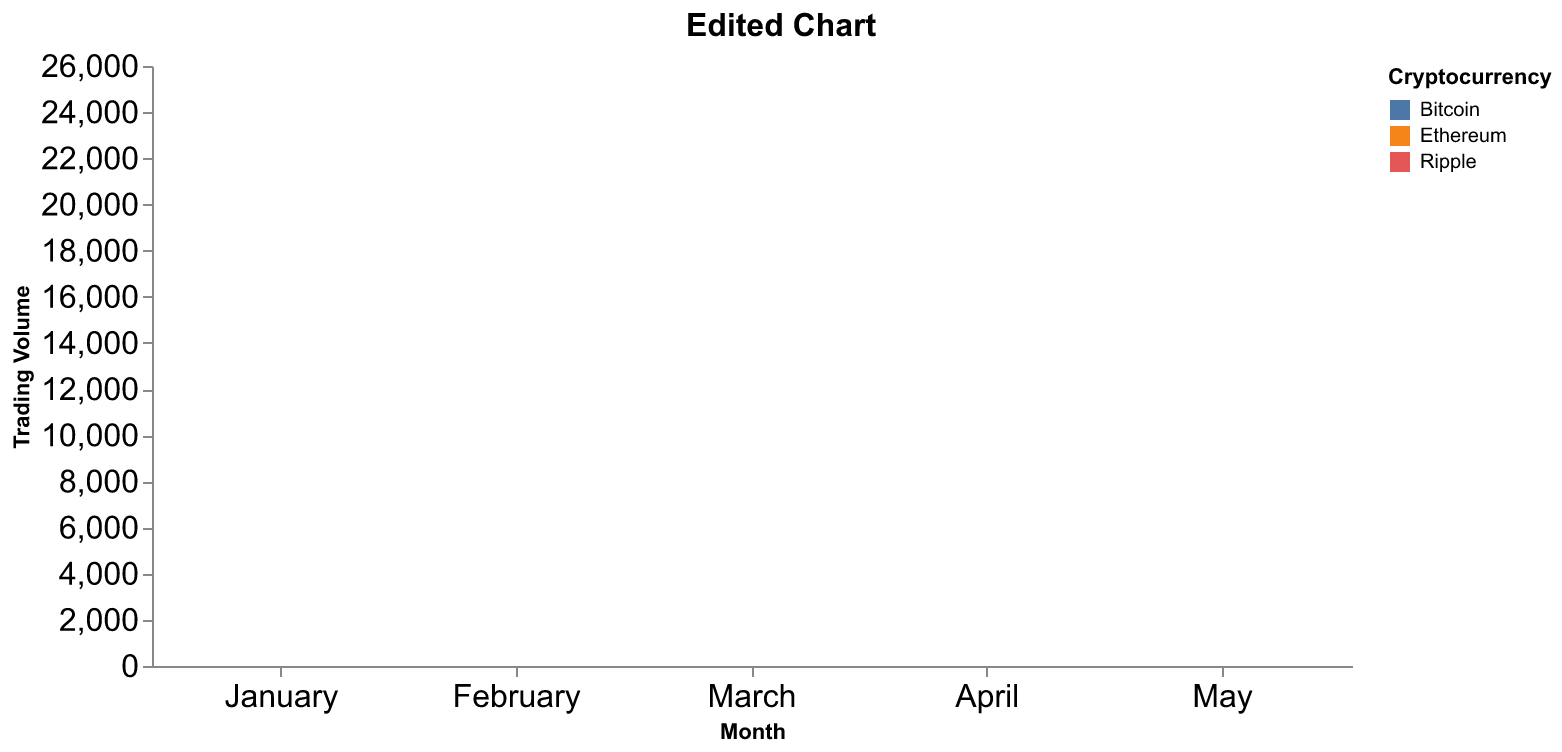 Edited Chart
26,000
24,000
22,000
20,000
18,000
16,000
14,000
12,000
10,000
8,000
6,000
4,000
2,000
0
Trading Volume
January February March April May
Month
Cryptocurrency
Bitcoin
Ethereum
Ripple